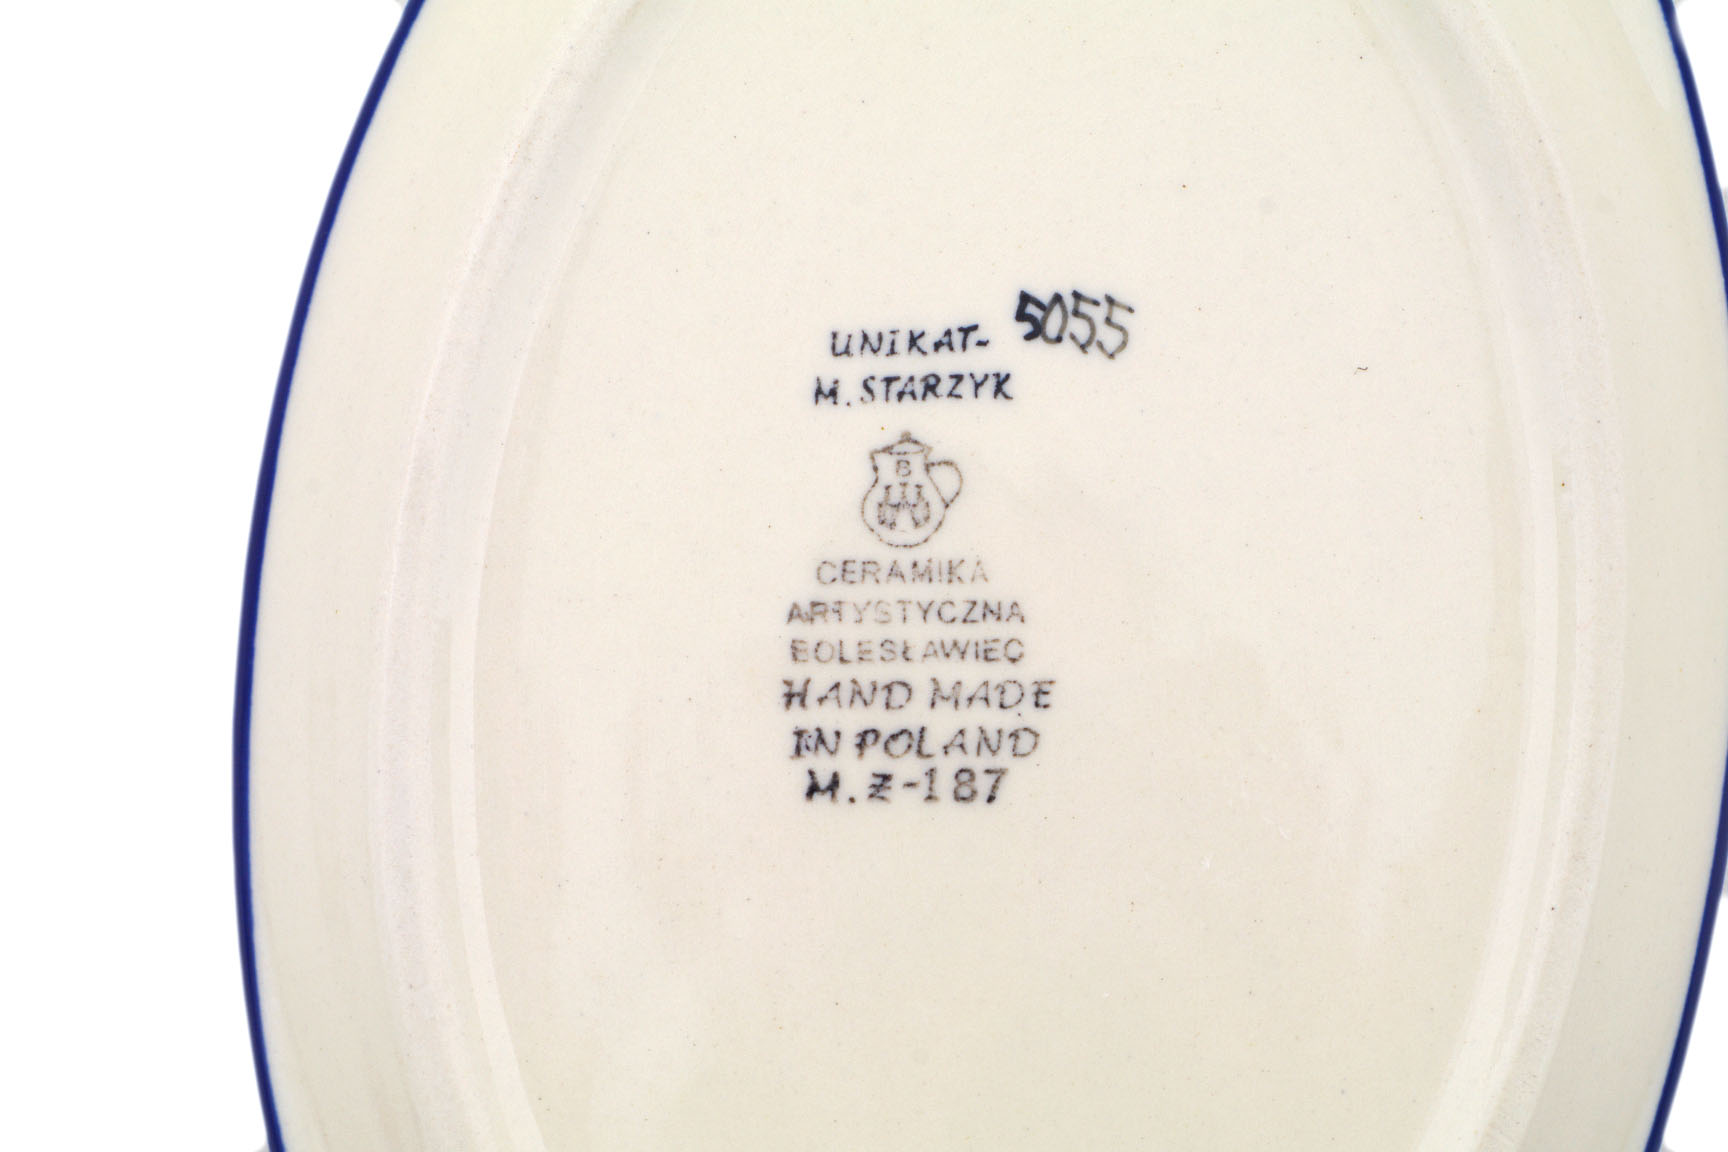 UNIKAT- 5055
M. STARZYK
B
CERAMIKA
ARTYSTYCZNA
BOLESŁAWIEC
HAND MADE
IN POLAND
M.Z-187